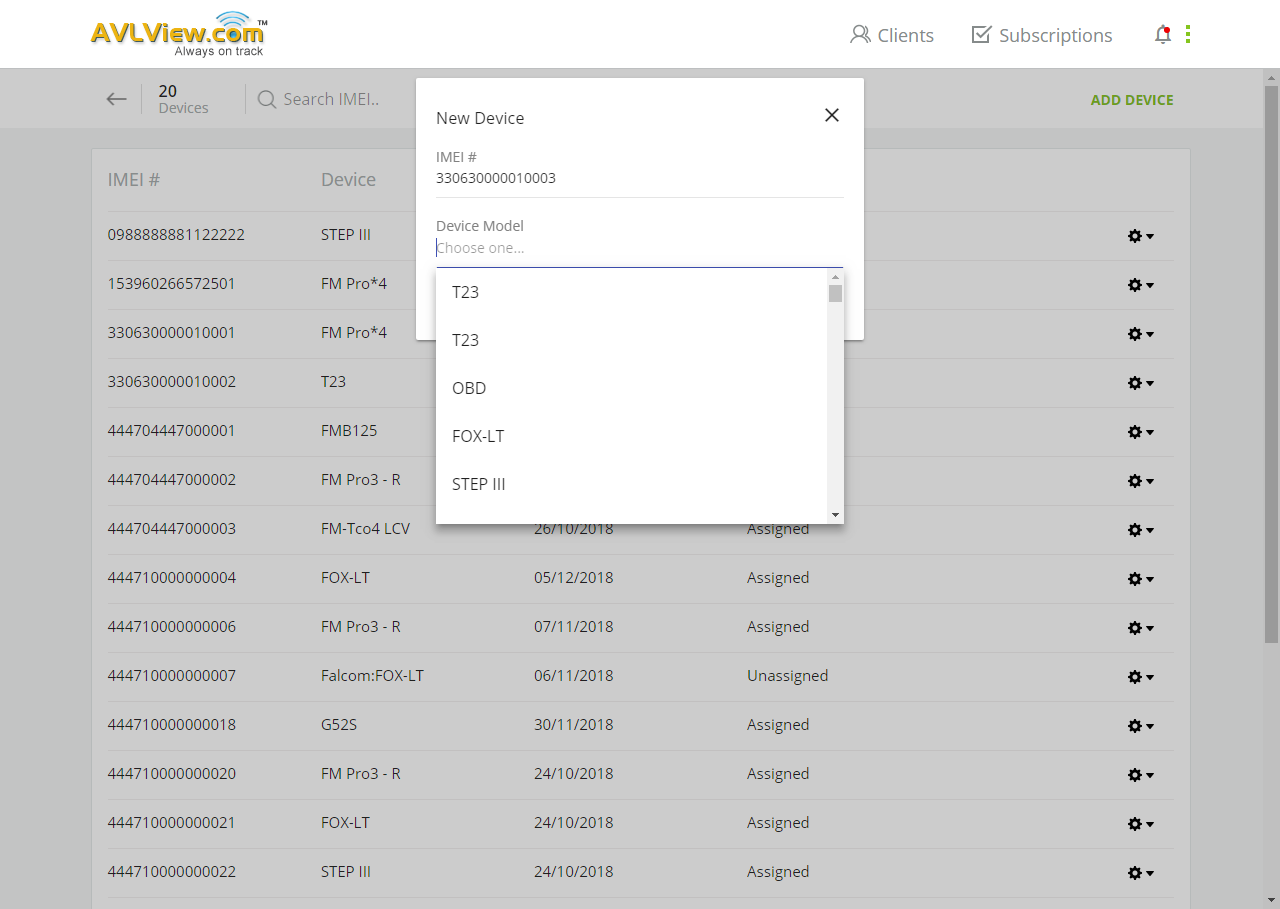 AVLView.com™
Always on track
Clients
Subscriptions
20
Devices
Search IMEI..
ADD DEVICE
New Device
IMEI #
330630000010003
Device Model
Choose one...
T23
T23
OBD
FOX-LT
STEP III
IMEI # Device
0988888881122222 STEP III
153960266572501 FM Pro*4
330630000010001 FM Pro*4
330630000010002 T23
444704447000001 FMB125
444704447000002 FM Pro3 - R
444704447000003 FM-Tco4 LCV 26/10/2018 Assigned
444710000000004 FOX-LT 05/12/2018 Assigned
444710000000006 FM Pro3 - R 07/11/2018 Assigned
444710000000007 Falcom:FOX-LT 06/11/2018 Unassigned
444710000000018 G52S 30/11/2018 Assigned
444710000000020 FM Pro3 - R 24/10/2018 Assigned
444710000000021 FOX-LT 24/10/2018 Assigned
444710000000022 STEP III 24/10/2018 Assigned